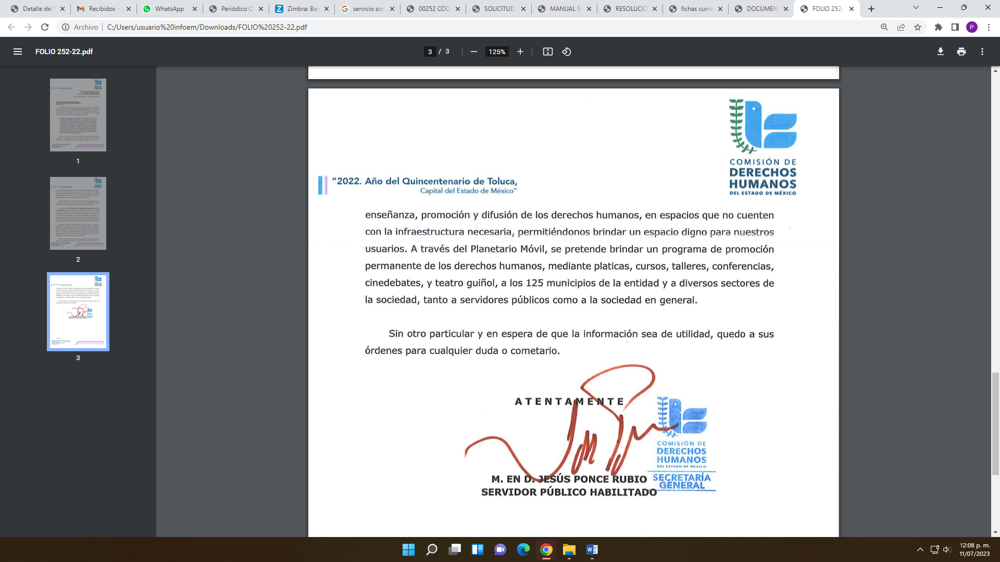 Detalle del S
Recibidos -
WhatsApp
Periódico O
Zimbra: Bar
servicio soc
00252 COD
SOLICITUD
MANUAL SE
RESOLUCIÓ
fichas curric
DOCUMENT
FOLIO 252-
Archivo C:/Users/usuario%20infoem/Downloads/FOLIO%20252-22.pdf
P
FOLIO 252-22.pdf
3 / 3
125%
1
2
3
COMISIÓN DE
DERECHOS
HUMANOS
DEL ESTADO DE MÉXICO
"2022. Año del Quincentenario de Toluca,
Capital del Estado de México"
enseñanza, promoción y difusión de los derechos humanos, en espacios que no cuenten
con la infraestructura necesaria, permitiéndonos brindar un espacio digno para nuestros
usuarios. A través del Planetario Móvil, se pretende brindar un programa de promoción
permanente de los derechos humanos, mediante platicas, cursos, talleres, conferencias,
cinedebates, y teatro guiñol, a los 125 municipios de la entidad y a diversos sectores de
la sociedad, tanto a servidores públicos como a la sociedad en general.
Sin otro particular y en espera de que la información sea de utilidad, quedo a sus
órdenes para cualquier duda o cometario.
A T E N T A M E N T E
COMISIÓN DE
DERECHOS
HUMANOS
DEL ESTADO DE MÉXICO
SECRETARÍA
GENERAL
M. EN D. JESÚS PONCE RUBIO
SERVIDOR PÚBLICO HABILITADO
12:08 p. m.
11/07/2023